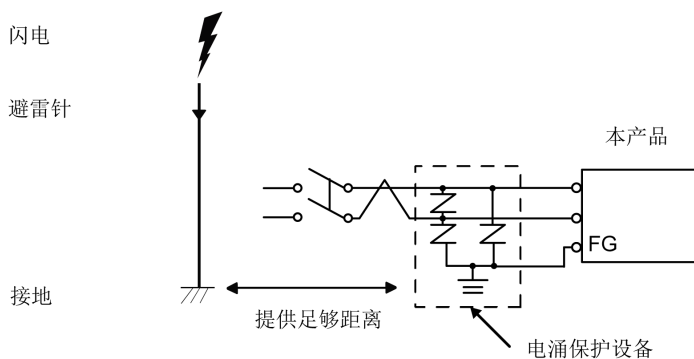 闪电
避雷针
本产品
FG
接地
提供足够距离
电涌保护设备